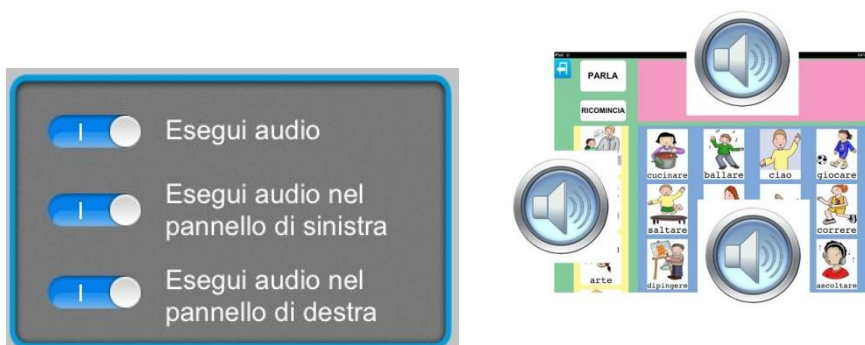 Esegui audio
Esegui audio nel
pannello di sinistra
Esegui audio nel
pannello di destra
PARLA
RICOMINCIA
cucinare
ballare
ciao
giocare
saltare
correre
arte
dipingere
ascoltare